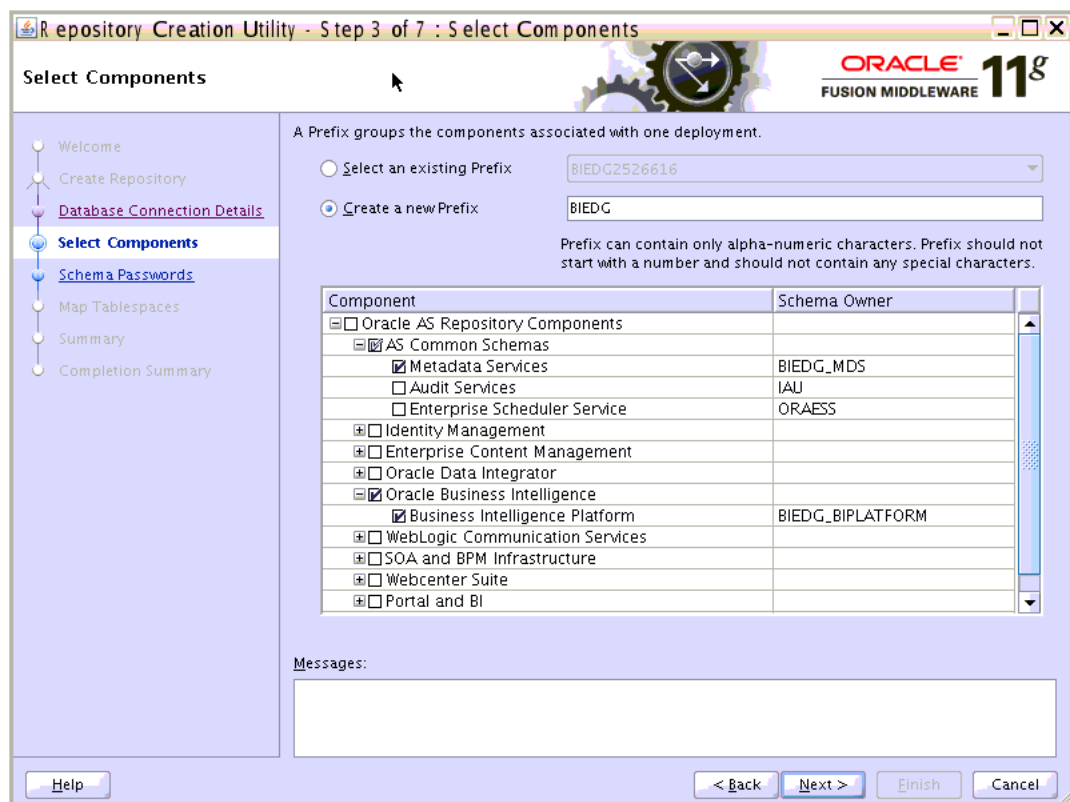 Repository Creation Utility - Step 3 of 7 : Select Components
Select Components
ORACLE
FUSION MIDDLEWARE
11g
Welcome
Create Repository
Database Connection Details
Select Components
Schema Passwords
Map Tablespaces
Summary
Completion Summary
A Prefix groups the components associated with one deployment.
Select an existing Prefix
BIEDG2526616
Create a new Prefix
BIEDG
Prefix can contain only alpha-numeric characters. Prefix should not
start with a number and should not contain any special characters.
Component Schema Owner
Oracle AS Repository Components
AS Common Schemas
Metadata Services BIEDG_MDS
Audit Services IAU
Enterprise Scheduler Service ORAESS
Identity Management
Enterprise Content Management
Oracle Data Integrator
Oracle Business Intelligence
Business Intelligence Platform BIEDG_BIPLATFORM
WebLogic Communication Services
SOA and BPM Infrastructure
Webcenter Suite
Portal and BI
Messages:
Help < Back Next > Finish Cancel